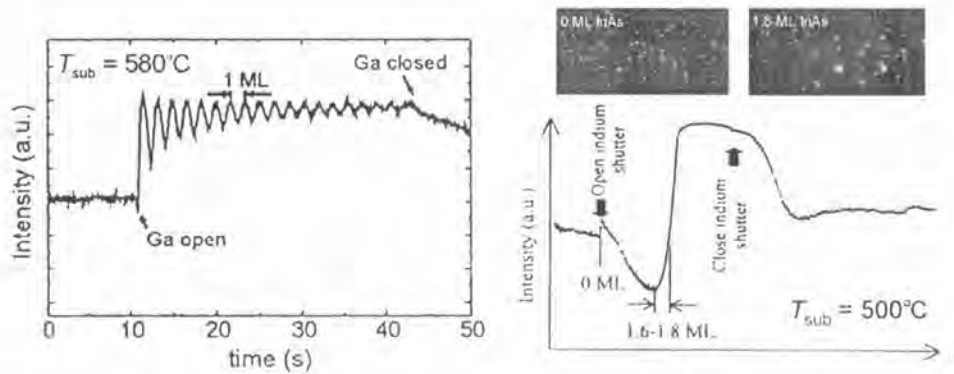 T_sub = 580°C
Ga closed
1 ML
Ga open
Intensity (a.u.)
0
10
20
30
40
50
time (s)
0 ML InAs
1.8-ML InAs
Open indium
shutter
Close indium
shutter
0 ML
1.6-1.8 ML
Intensity (a.u.)
T_sub = 500°C